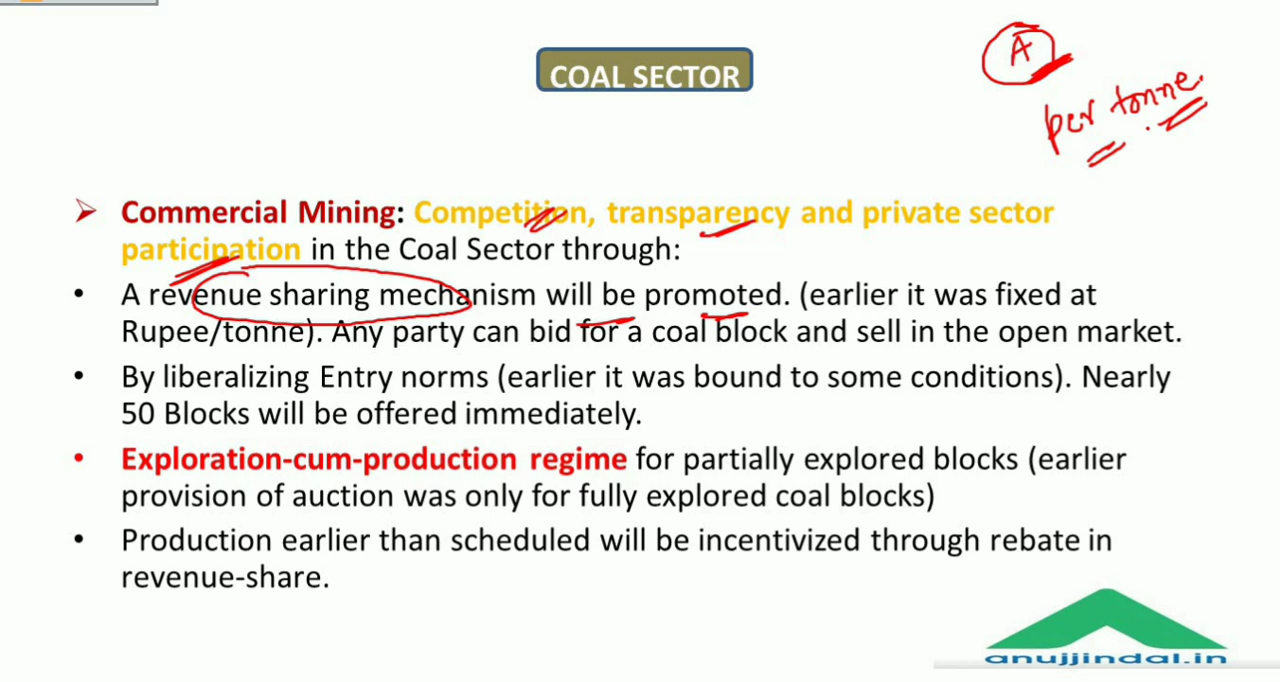 COAL SECTOR
A
per tonne.
➢ Commercial Mining: Competition, transparency and private sector
participation in the Coal Sector through:
• A revenue sharing mechanism will be promoted. (earlier it was fixed at
Rupee/tonne). Any party can bid for a coal block and sell in the open market.
• By liberalizing Entry norms (earlier it was bound to some conditions). Nearly
50 Blocks will be offered immediately.
• Exploration-cum-production regime for partially explored blocks (earlier
provision of auction was only for fully explored coal blocks)
• Production earlier than scheduled will be incentivized through rebate in
revenue-share.
anujjindal.in